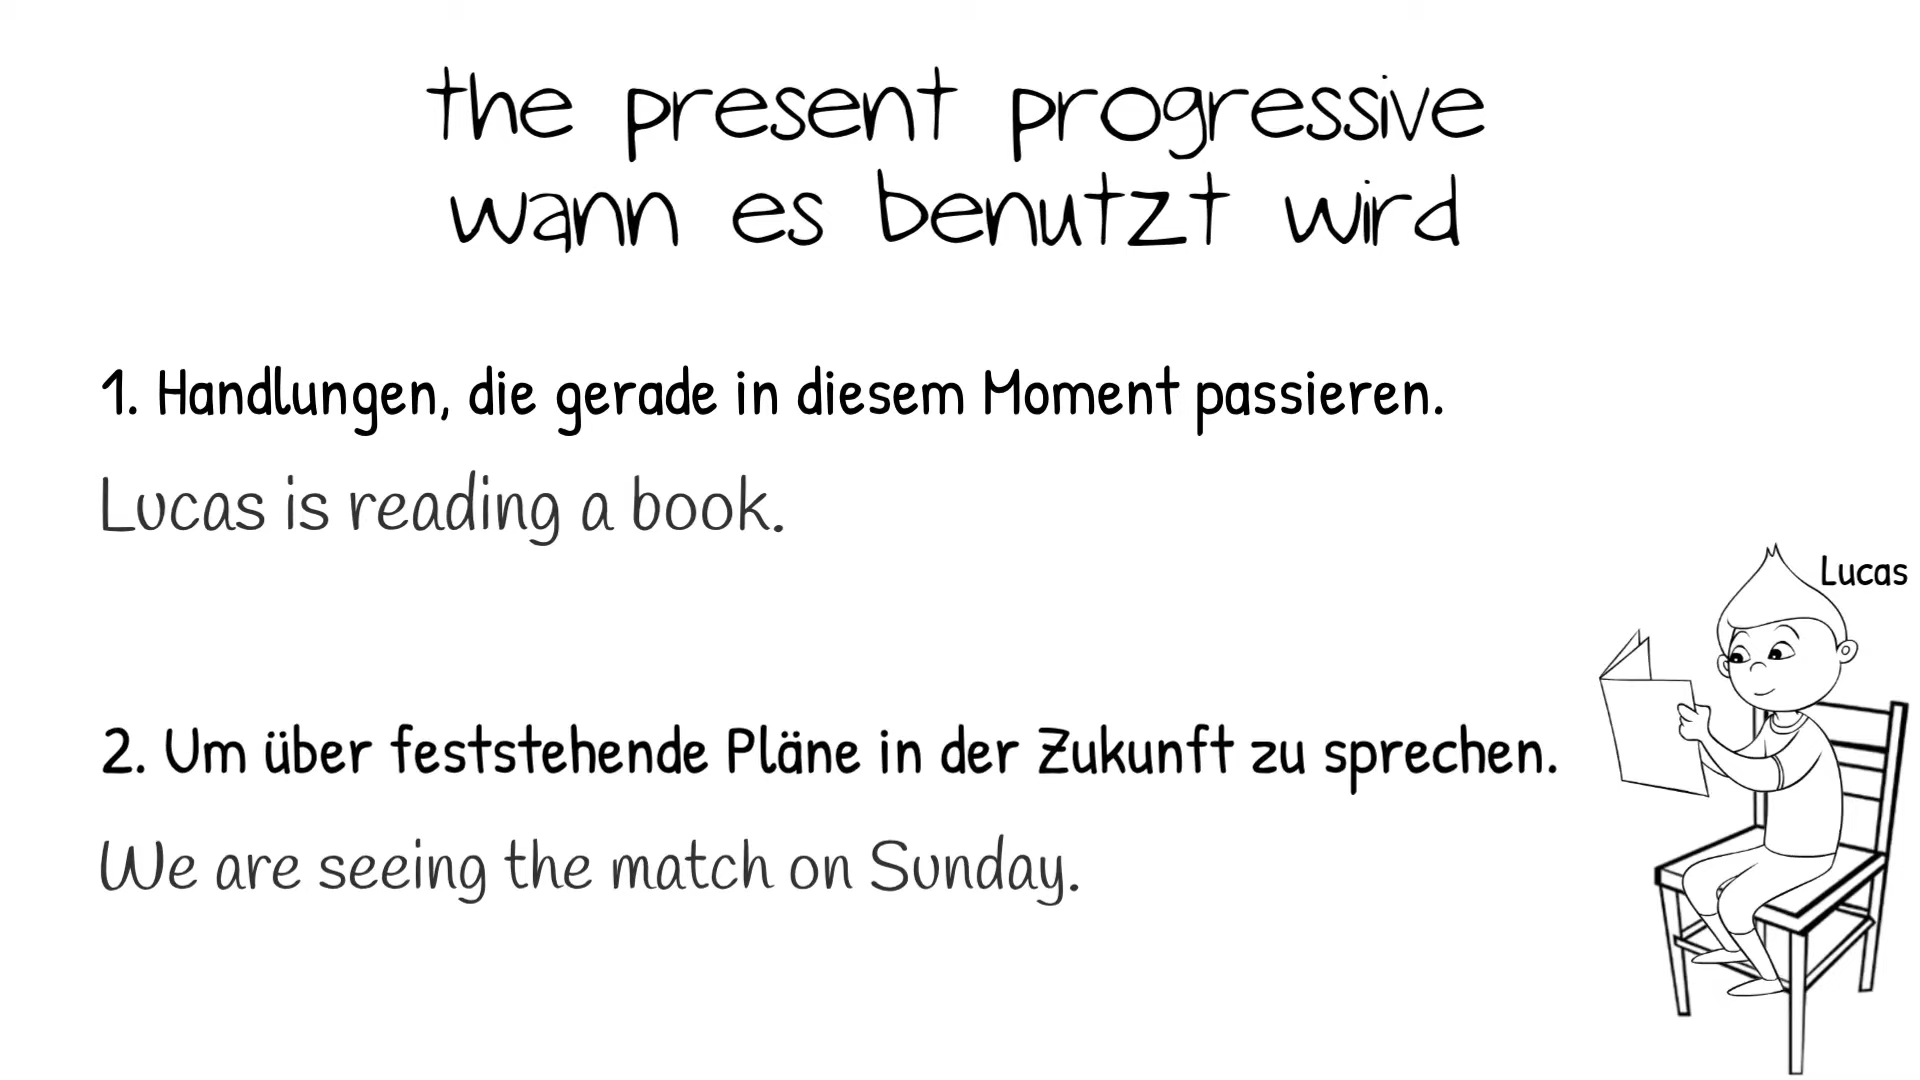 the present progressive
wann es benutzt wird
1. Handlungen, die gerade in diesem Moment passieren.
Lucas is reading a book.
Lucas
2. Um über feststehende Pläne in der Zukunft zu sprechen.
We are seeing the match on Sunday.